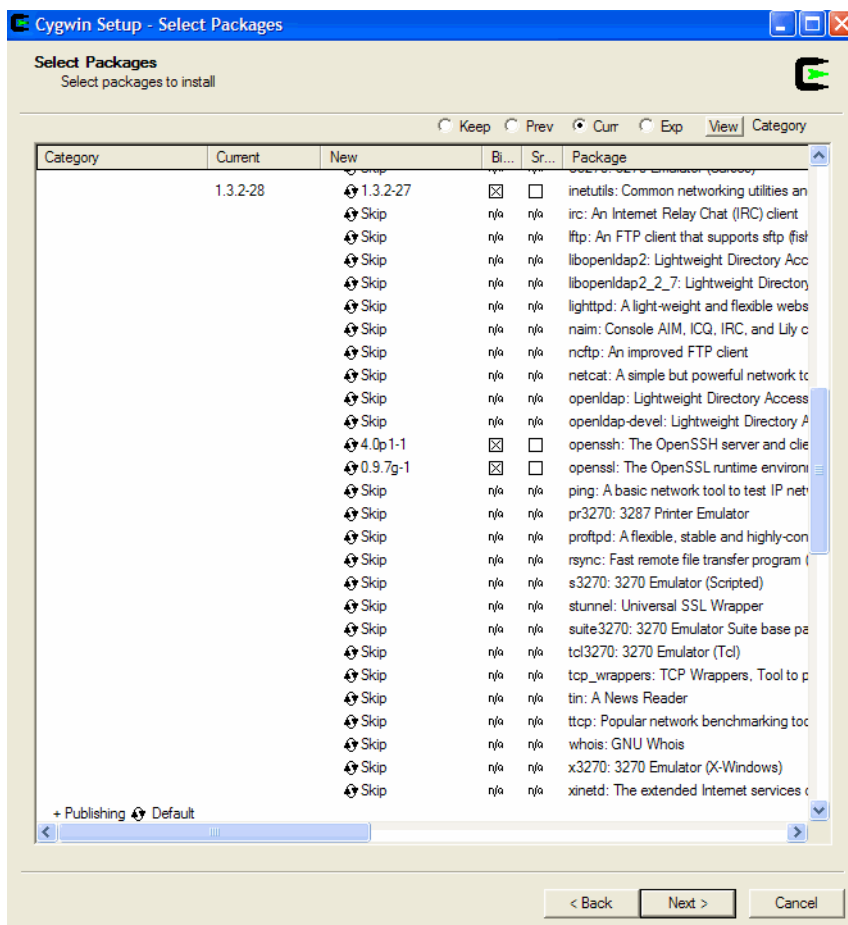 Cygwin Setup - Select Packages
Select Packages
Select packages to install
Keep Prev Curr Exp View Category
Category Current New Bi... Sr... Package
1.3.2-28 1.3.2-27 inetutils: Common networking utilities an
Skip n/a n/a irc: An Internet Relay Chat (IRC) client
Skip n/a n/a lftp: An FTP client that supports sftp (fish
Skip n/a n/a libopenldap2: Lightweight Directory Acc
Skip n/a n/a libopenldap2_2_7: Lightweight Directory
Skip n/a n/a lighttpd: A light-weight and flexible webs
Skip n/a n/a naim: Console AIM, ICQ, IRC, and Lily c
Skip n/a n/a ncftp: An improved FTP client
Skip n/a n/a netcat: A simple but powerful network to
Skip n/a n/a openldap: Lightweight Directory Access
Skip n/a n/a openldap-devel: Lightweight Directory A
4.0p1-1 openssh: The OpenSSH server and clie
0.9.7g-1 openssl: The OpenSSL runtime environ
Skip n/a n/a ping: A basic network tool to test IP net
Skip n/a n/a pr3270: 3287 Printer Emulator
Skip n/a n/a proftpd: A flexible, stable and highly-con
Skip n/a n/a rsync: Fast remote file transfer program (
Skip n/a n/a s3270: 3270 Emulator (Scripted)
Skip n/a n/a stunnel: Universal SSL Wrapper
Skip n/a n/a suite3270: 3270 Emulator Suite base pa
Skip n/a n/a tcl3270: 3270 Emulator (Tcl)
Skip n/a n/a tcp_wrappers: TCP Wrappers, Tool to p
Skip n/a n/a tin: A News Reader
Skip n/a n/a ttcp: Popular network benchmarking too
Skip n/a n/a whois: GNU Whois
Skip n/a n/a x3270: 3270 Emulator (X-Windows)
Skip n/a n/a xinetd: The extended Internet services
+ Publishing Default
< Back Next > Cancel